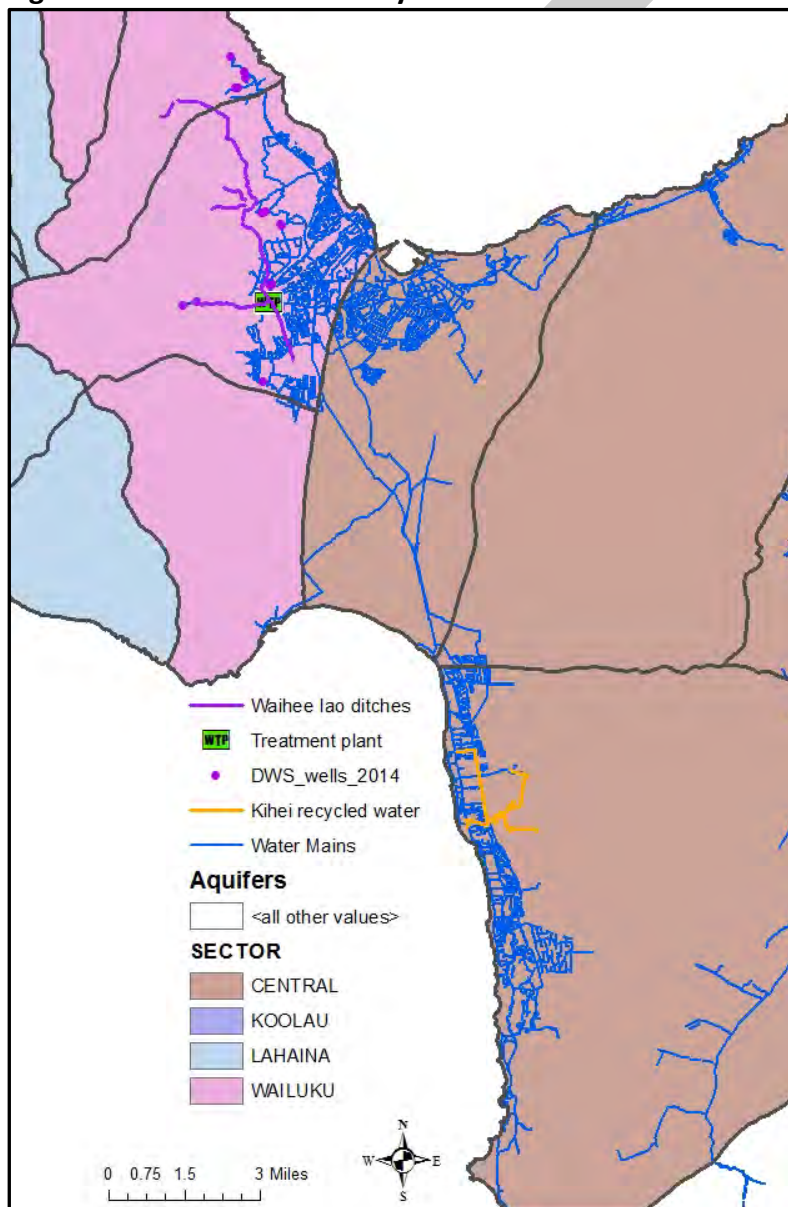 WTP
Waihee Iao ditches
WTP Treatment plant
DWS_wells_2014
Kihei recycled water
Water Mains
Aquifers
<all other values>
SECTOR
CENTRAL
KOOLAU
LAHAINA
WAILUKU
N
W E
S
0 0.75 1.5 3 Miles